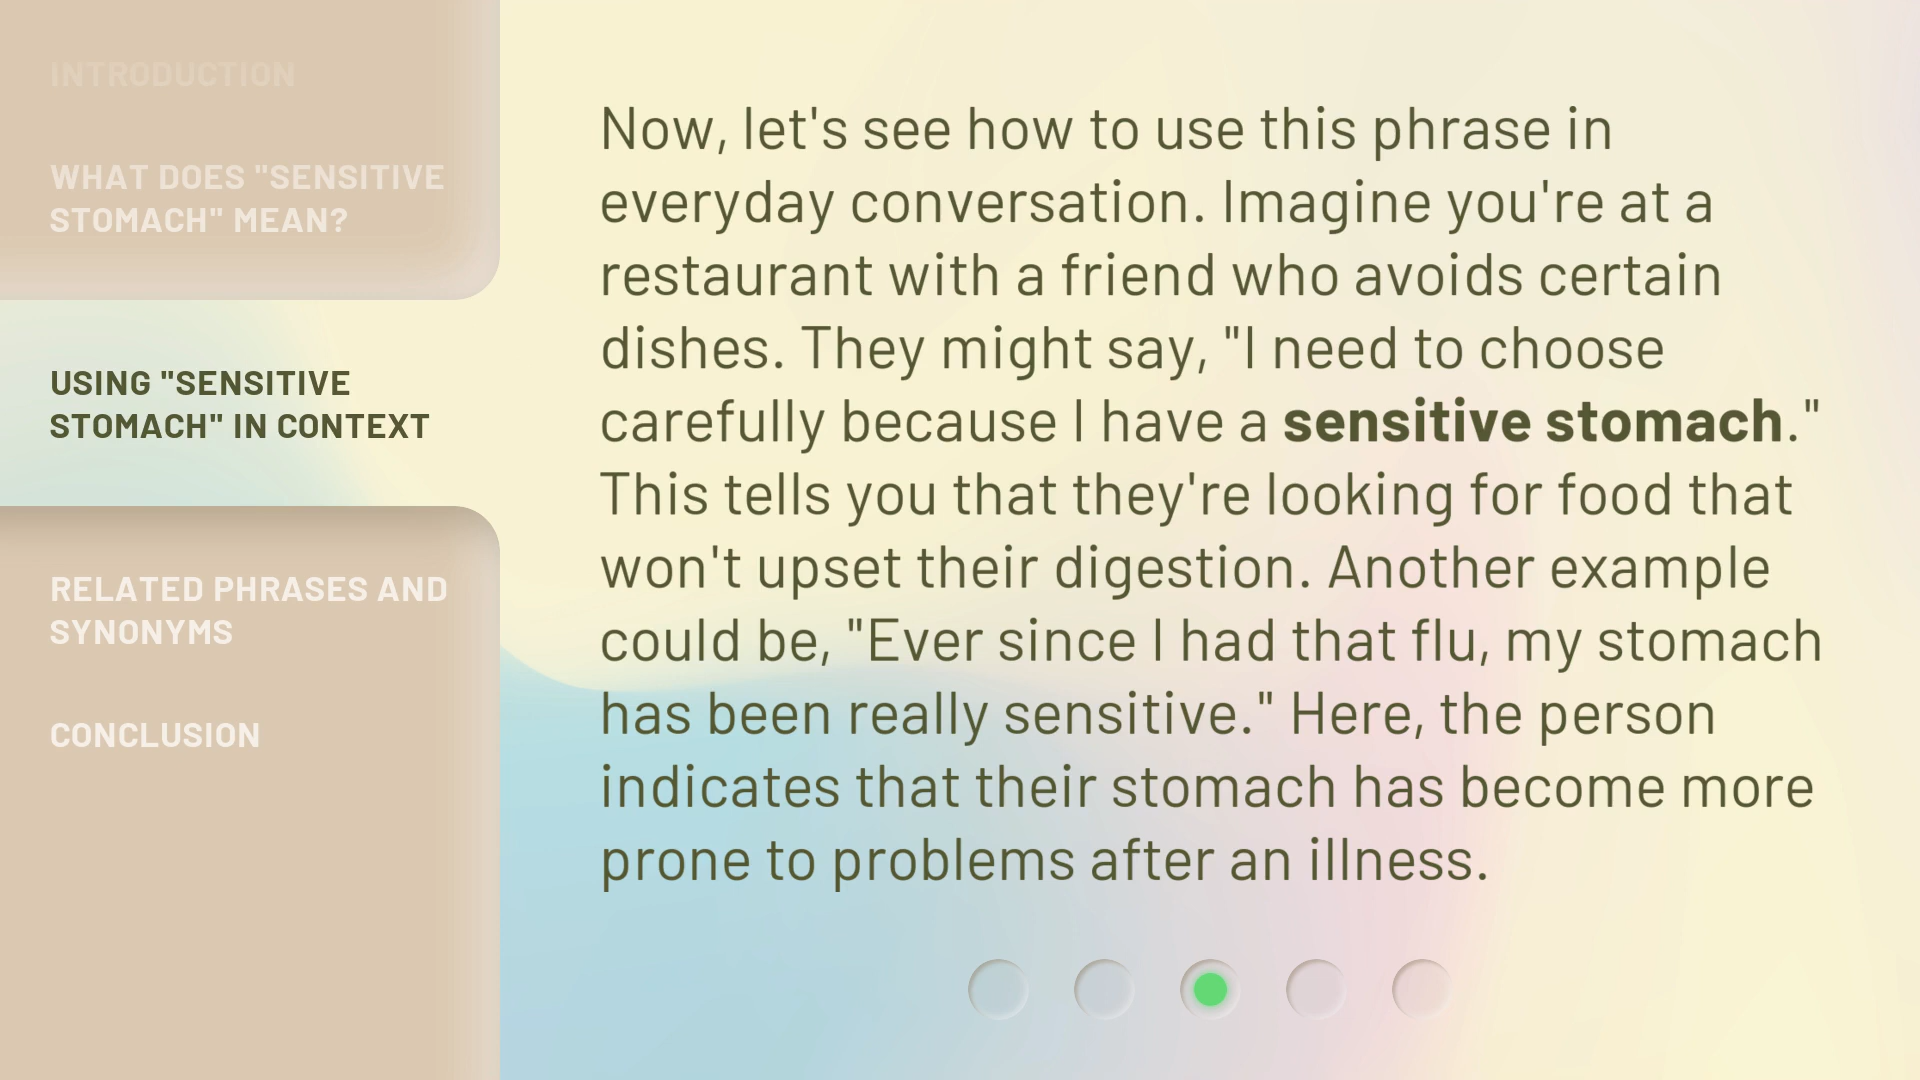 INTRODUCTION
WHAT DOES "SENSITIVE
STOMACH" MEAN?
USING "SENSITIVE
STOMACH" IN CONTEXT
RELATED PHRASES AND
SYNONYMS
CONCLUSION
Now, let's see how to use this phrase in
everyday conversation. Imagine you're at a
restaurant with a friend who avoids certain
dishes. They might say, "I need to choose
carefully because I have a sensitive stomach."
This tells you that they're looking for food that
won't upset their digestion. Another example
could be, "Ever since I had that flu, my stomach
has been really sensitive." Here, the person
indicates that their stomach has become more
prone to problems after an illness.